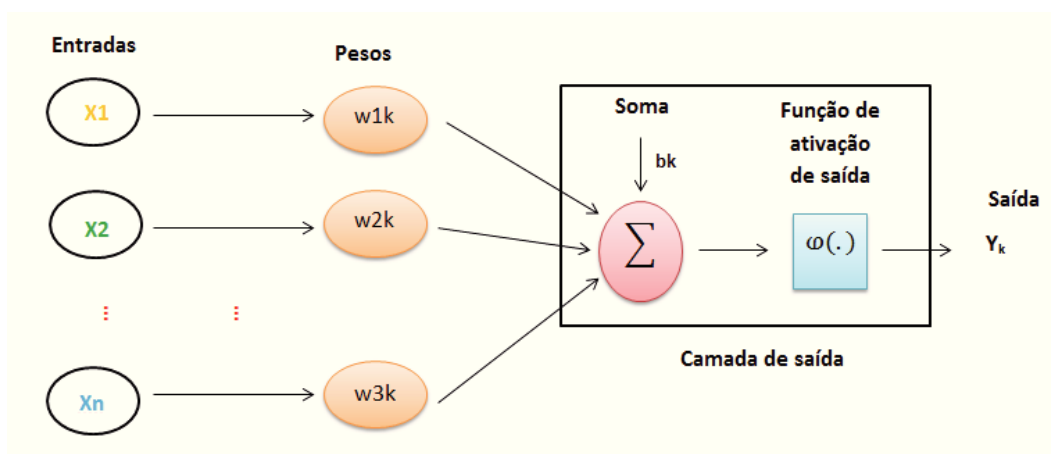 Entradas
Pesos
X1
w1k
Soma
Função de
ativação
de saída
bk
X2
w2k
∑
φ(.)
Saída
Yk
⋮ ⋮
Camada de saída
Xn
w3k